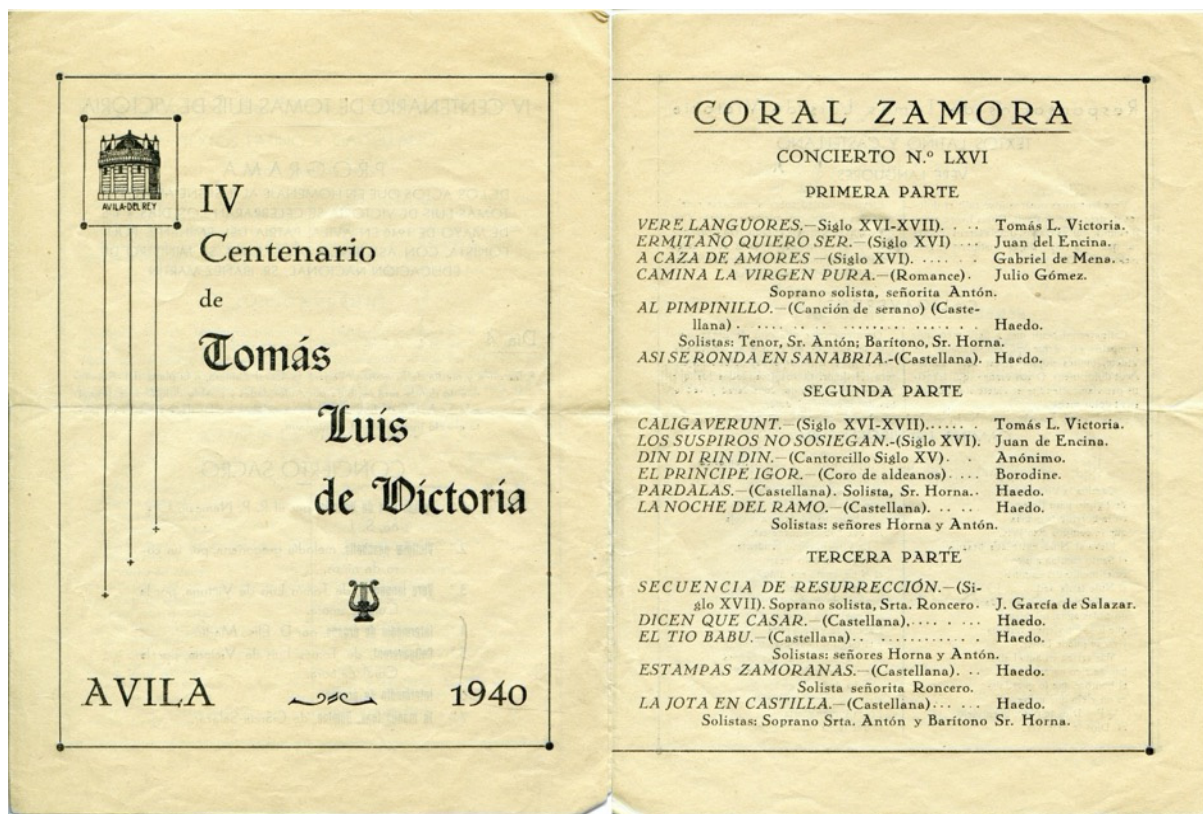 AVILA-DEL REY
IV
Centenario
de
Tomás
Luis
de Victoria
AVILA 1940
CORAL ZAMORA
CONCIERTO N.º LXVI
PRIMERA PARTE
VERE LANGUORES.—Siglo XVI-XVII). . .. Tomás L. Victoria.
ERMITAÑO QUIERO SER.—(Siglo XVI) ... Juan del Encina.
A CAZA DE AMORES—(Siglo XVI). ..... . Gabriel de Mena.
CAMINA LA VIRGEN PURA.—(Romance). Julio Gómez.
Soprano solista, señorita Antón.
AL PIMPINILLO.—(Canción de serano) (Caste-
llana) . ..... .. . ......... ...... . Haedo.
Solistas: Tenor, Sr. Antón; Barítono, Sr. Horna.
ASI SE RONDA EN SANABRIA.-(Castellana). Haedo.
SEGUNDA PARTE
CALIGAVERUNT.—(Siglo XVI-XVII)...... . Tomás L. Victoria.
LOS SUSPIROS NO SOSIEGAN.-(Siglo XVI). Juan de Encina.
DIN DI RIN DIN.—(Cantorcillo Siglo XV). . Anónimo.
EL PRINCIPE IGOR.—(Coro de aldeanos). ... Borodine.
PARDALAS.—(Castellana). Solista, Sr. Horna.. Haedo.
LA NOCHE DEL RAMO.—(Castellana). .. .. Haedo.
Solistas: señores Horna y Antón.
TERCERA PARTE
SECUENCIA DE RESURRECCIÓN.—(Si-
glo XVII). Soprano solista, Srta. Roncero. J. García de Salazar.
DICEN QUE CASAR.—(Castellana),.... ... Haedo.
EL TIO BABU.—(Castellana).. ............ Haedo.
Solistas: señores Horna y Antón.
ESTAMPAS ZAMORANAS.—(Castellana). .. Haedo.
Solista señorita Roncero.
LA JOTA EN CASTILLA.—(Castellana)... .. Haedo.
Solistas: Soprano Srta. Antón y Barítono Sr. Horna.